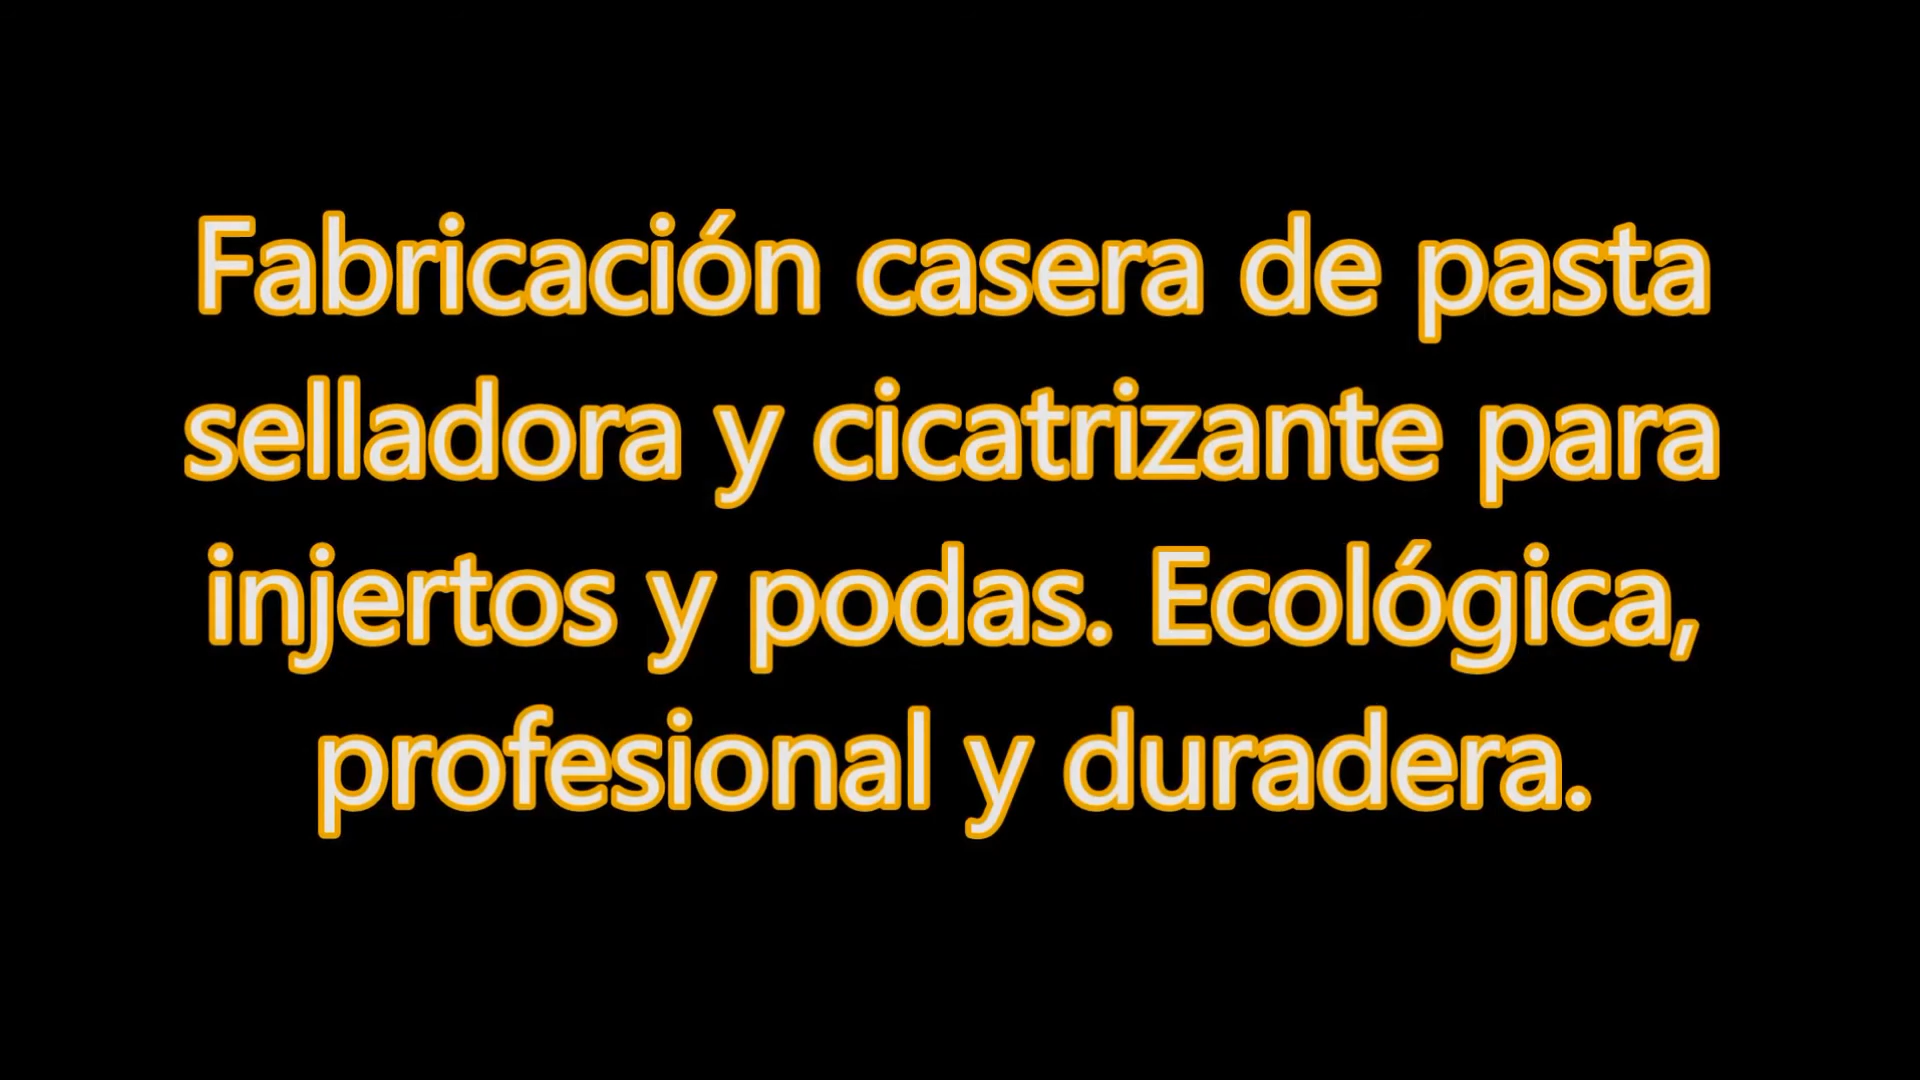 Fabricación casera de pasta
selladora y cicatrizante para
injertos y podas. Ecológica,
profesional y duradera.